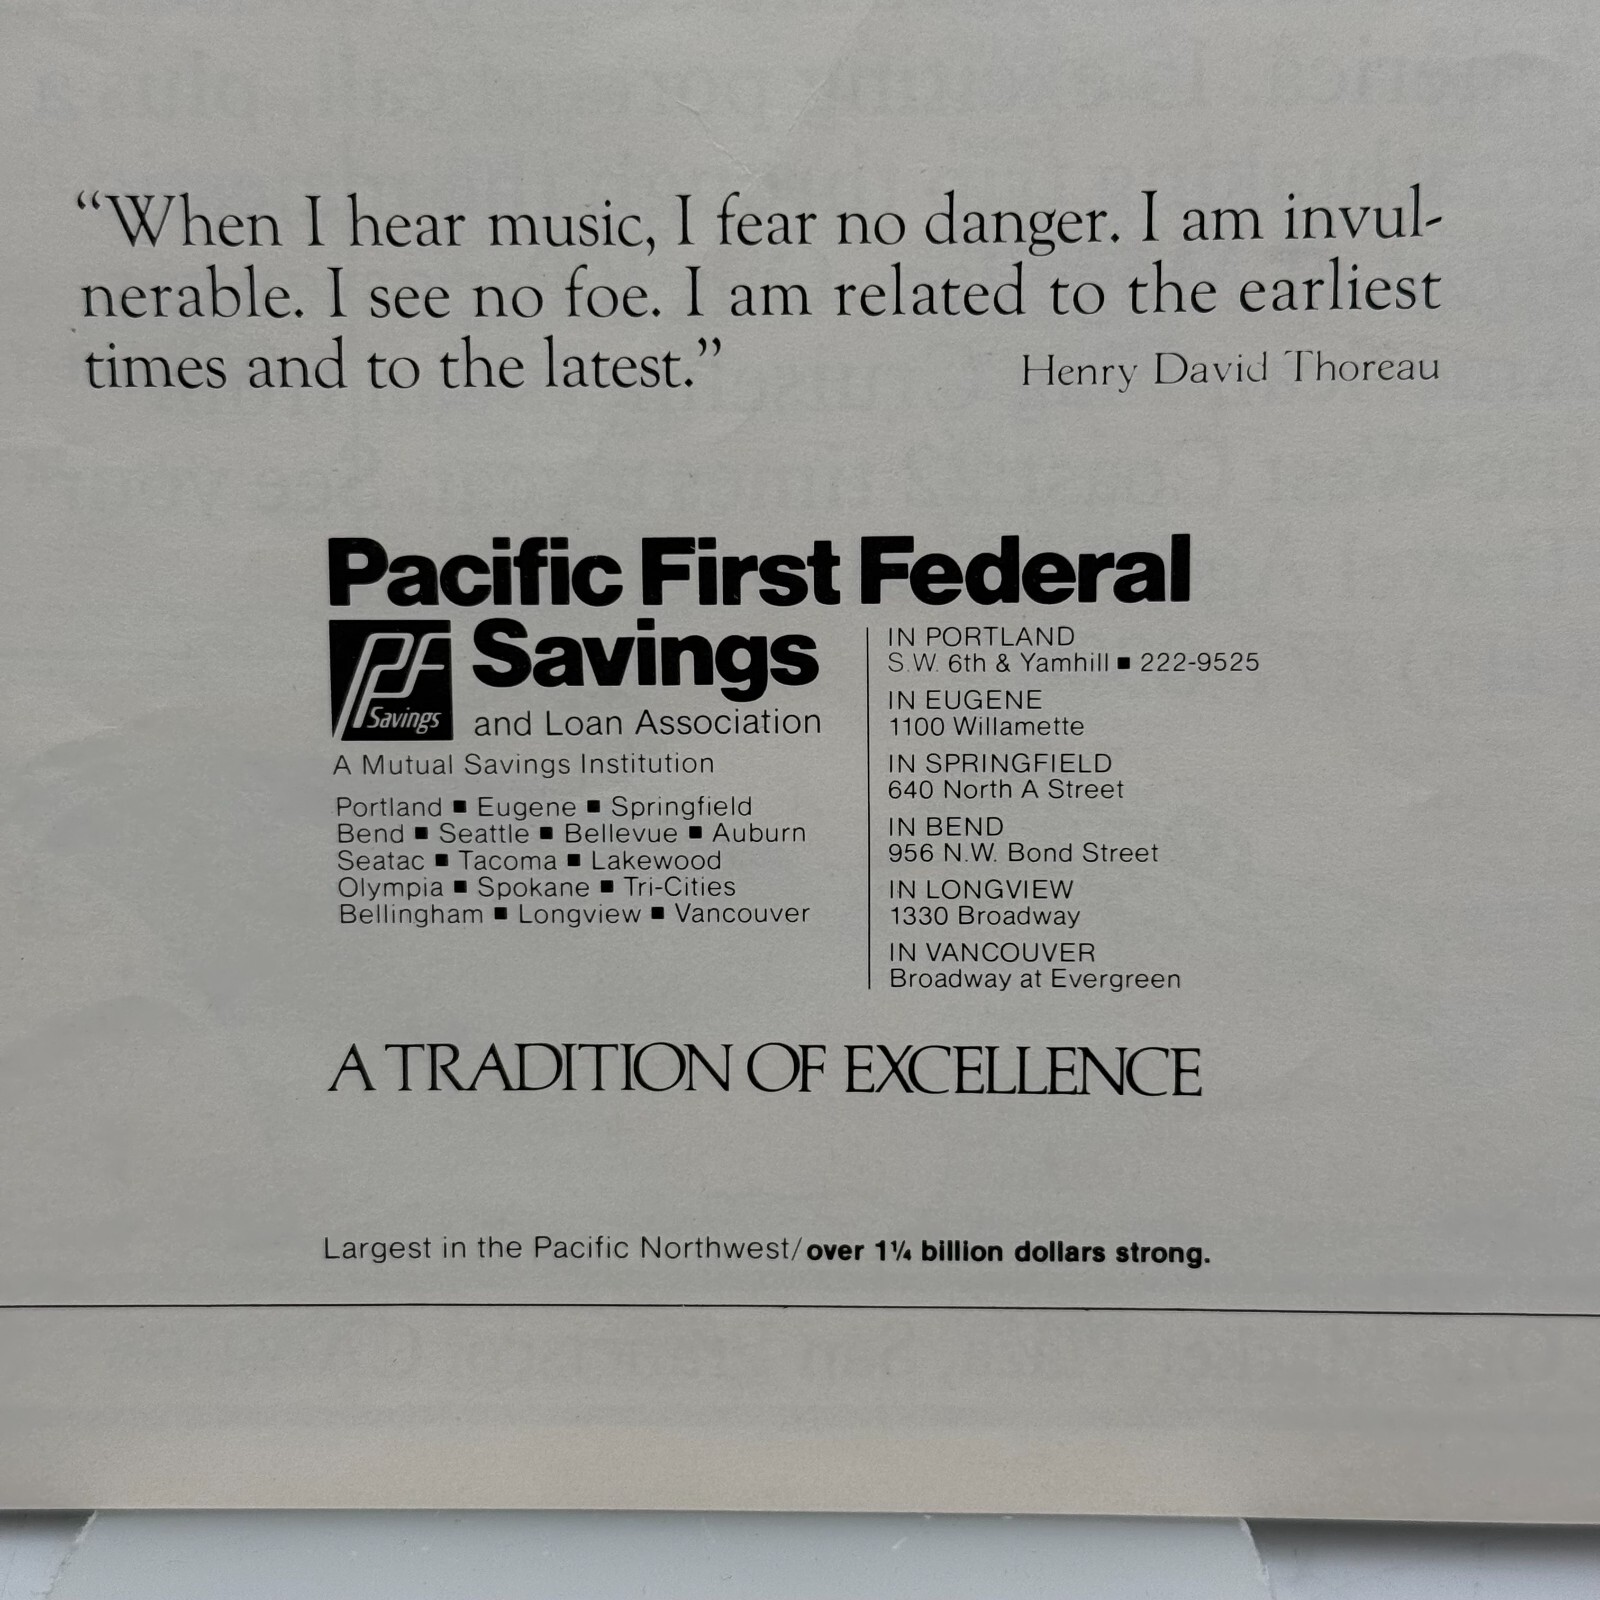 “When I hear music, I fear no danger. I am invul-
nerable. I see no foe. I am related to the earliest
times and to the latest.”
Henry David Thoreau
Pacific First Federal
Savings
and Loan Association
PF
Savings
A Mutual Savings Institution
Portland ■ Eugene ■ Springfield
Bend ■ Seattle ■ Bellevue ■ Auburn
Seatac ■ Tacoma ■ Lakewood
Olympia ■ Spokane ■ Tri-Cities
Bellingham ■ Longview ■ Vancouver
IN PORTLAND
S.W. 6th & Yamhill ■ 222-9525
IN EUGENE
1100 Willamette
IN SPRINGFIELD
640 North A Street
IN BEND
956 N.W. Bond Street
IN LONGVIEW
1330 Broadway
IN VANCOUVER
Broadway at Evergreen
A TRADITION OF EXCELLENCE
Largest in the Pacific Northwest/over 1¼ billion dollars strong.